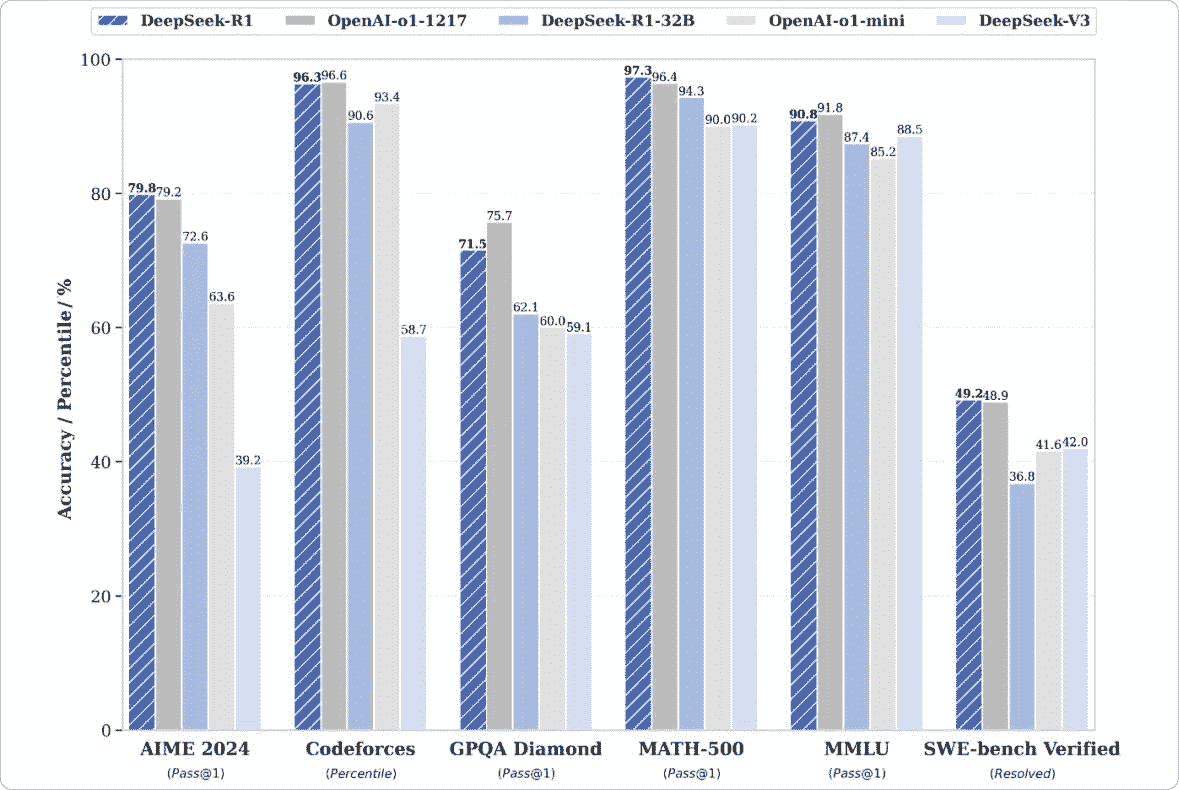 DeepSeek-R1 OpenAI-o1-1217 DeepSeek-R1-32B OpenAI-o1-mini DeepSeek-V3
Accuracy / Percentile / %
100
80
60
40
20
0
79.8 79.2 72.6 63.6 39.2
96.3 96.6 90.6 93.4 58.7
71.5 75.7 62.1 60.0 59.1
97.3 96.4 94.3 90.0 90.2
90.8 91.8 87.4 85.2 88.5
49.2 48.9 36.8 41.6 42.0
AIME 2024 Codeforces GPQA Diamond MATH-500 MMLU SWE-bench Verified
(Pass@1) (Percentile) (Pass@1) (Pass@1) (Pass@1) (Resolved)